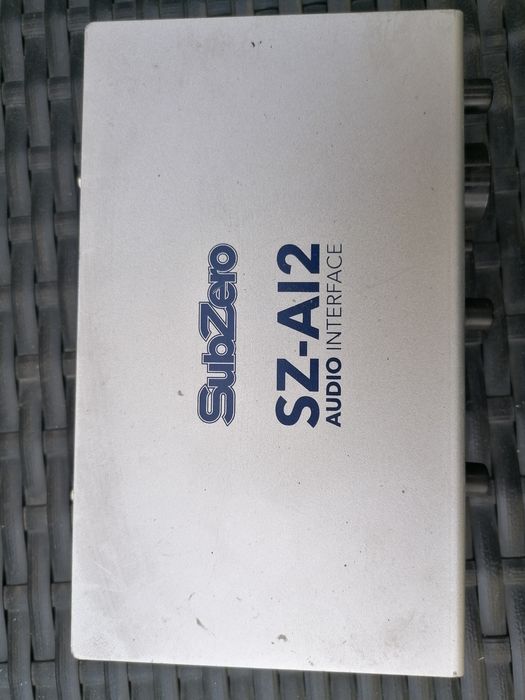 SubZero
SZ-AI2
AUDIO INTERFACE